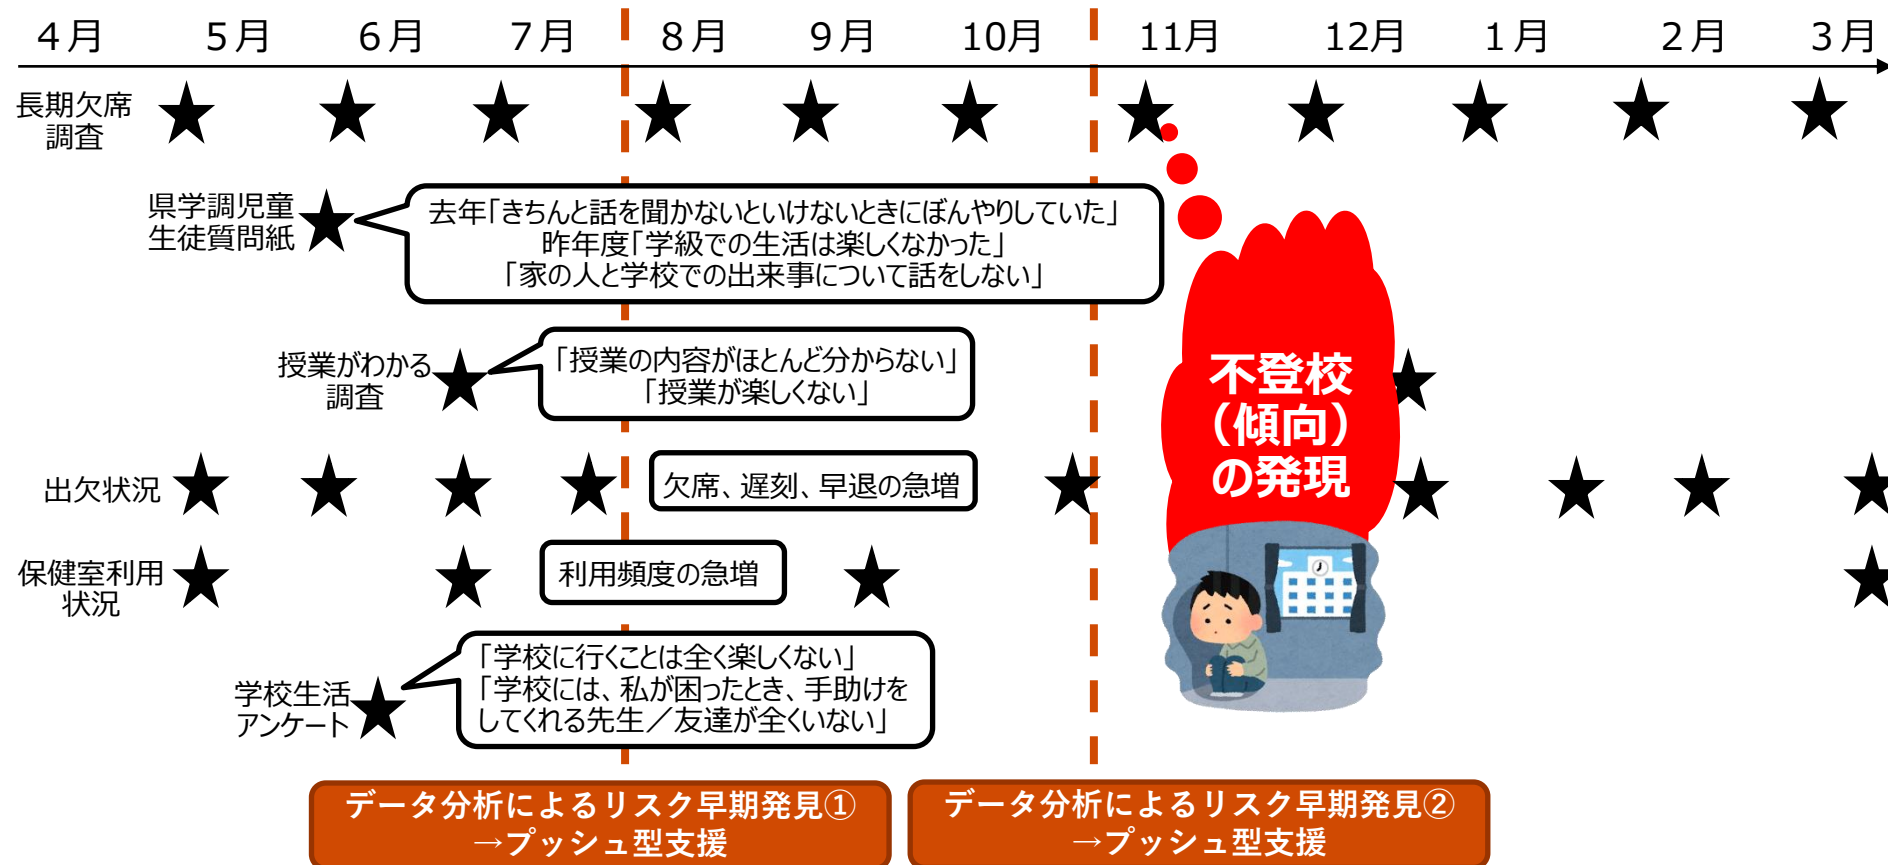 4月 5月 6月 7月 8月 9月 10月 11月 12月 1月 2月 3月
長期欠席
調査
県学調児童
生徒質問紙
去年「きちんと話を聞かないといけないときにぼんやりしていた」
昨年度「学級での生活は楽しくなかった」
「家の人と学校での出来事について話をしない」
授業がわかる
調査
「授業の内容がほとんど分からない」
「授業が楽しくない」
不登校
（傾向）
の発現
出欠状況
欠席、遅刻、早退の急増
保健室利用
状況
利用頻度の急増
学校生活
アンケート
「学校に行くことは全く楽しくない」
「学校には、私が困ったとき、手助けを
してくれる先生／友達が全くいない」
データ分析によるリスク早期発見①
→プッシュ型支援
データ分析によるリスク早期発見②
→プッシュ型支援